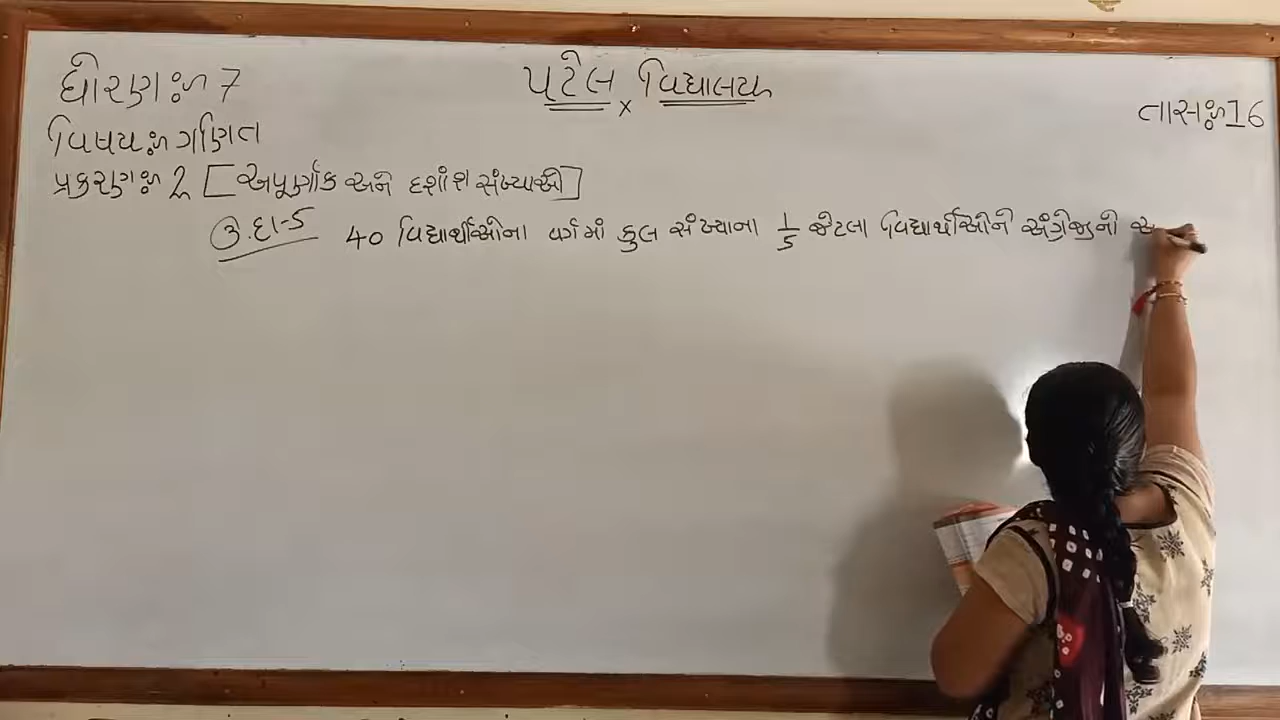 પટેલ વિદ્યાલય
ધોરણઃ 7
તાસઃ 16
વિષયઃ ગણિત
પ્રકરણઃ 2 [અપૂર્ણાંક અને દશાંશ સંખ્યાઓ]
ઉ.દા-5 40 વિદ્યાર્થીઓના વર્ગમાં કુલ સંખ્યાના 1/5 જેટલા વિદ્યાર્થીઓને અંગ્રેજીનો અ